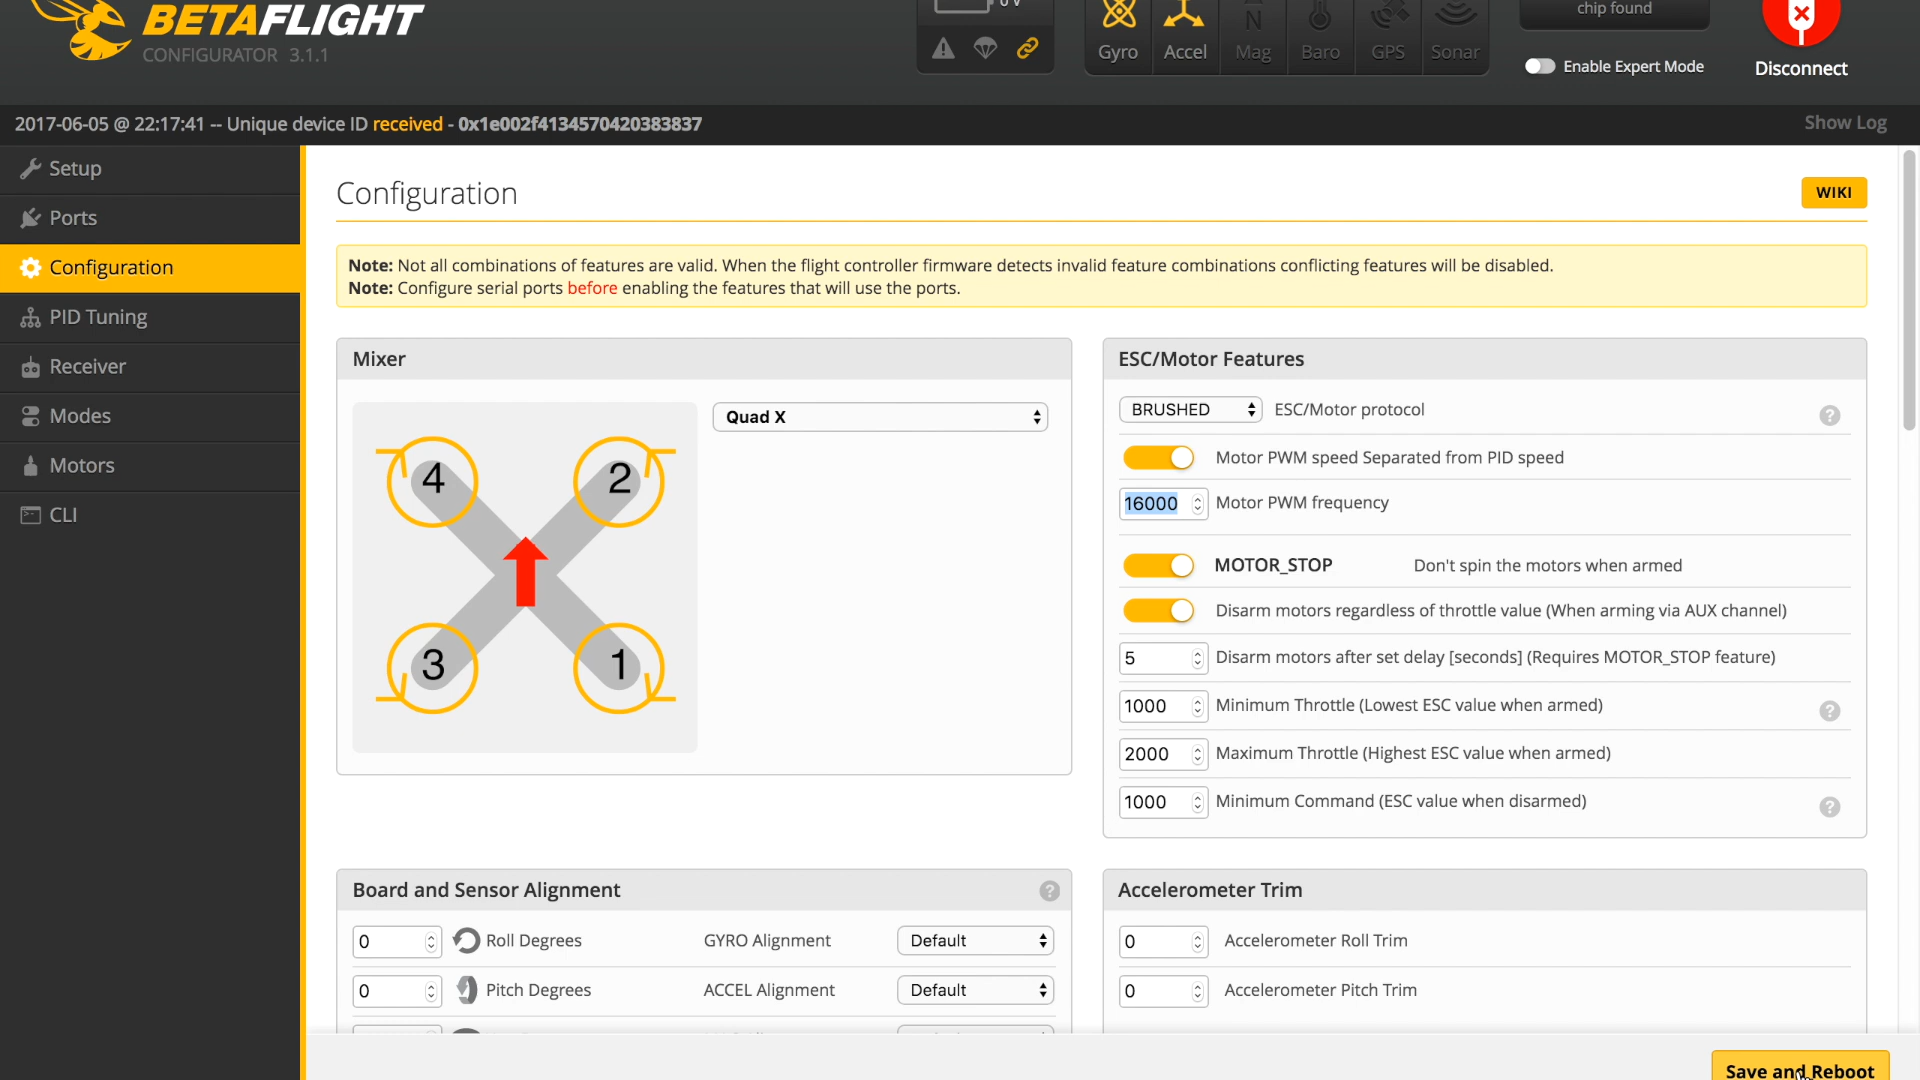 BETAFLIGHT
CONFIGURATOR 3.1.1
0 V
Gyro Accel Mag Baro GPS Sonar
chip found
Enable Expert Mode
Disconnect
2017-06-05 @ 22:17:41 -- Unique device ID received - 0x1e002f4134570420383837
Show Log
Setup
Ports
Configuration
PID Tuning
Receiver
Modes
Motors
CLI
Configuration
WIKI
Note: Not all combinations of features are valid. When the flight controller firmware detects invalid feature combinations conflicting features will be disabled.
Note: Configure serial ports before enabling the features that will use the ports.
Mixer
Quad X
4 2
3 1
ESC/Motor Features
BRUSHED ESC/Motor protocol ?
Motor PWM speed Separated from PID speed
16000 Motor PWM frequency
MOTOR_STOP Don't spin the motors when armed
Disarm motors regardless of throttle value (When arming via AUX channel)
5 Disarm motors after set delay [seconds] (Requires MOTOR_STOP feature)
1000 Minimum Throttle (Lowest ESC value when armed) ?
2000 Maximum Throttle (Highest ESC value when armed)
1000 Minimum Command (ESC value when disarmed) ?
Board and Sensor Alignment ?
0 Roll Degrees GYRO Alignment Default
0 Pitch Degrees ACCEL Alignment Default
Accelerometer Trim
0 Accelerometer Roll Trim
0 Accelerometer Pitch Trim
Save and Reboot